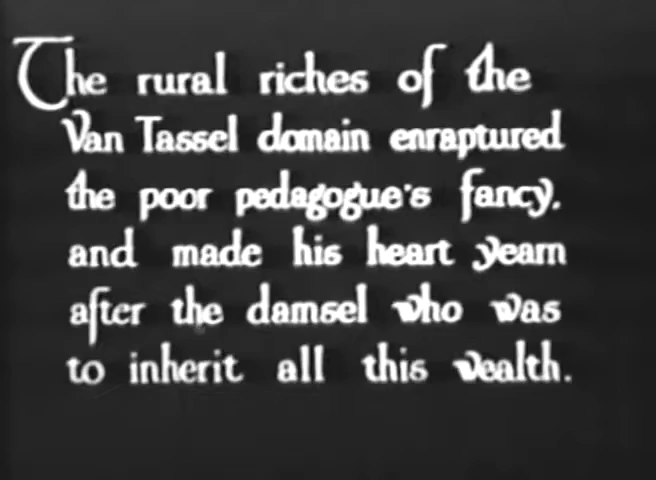 The rural riches of the
Van Tassel domain enraptured
the poor pedagogue's fancy,
and made his heart yearn
after the damsel who was
to inherit all this wealth.